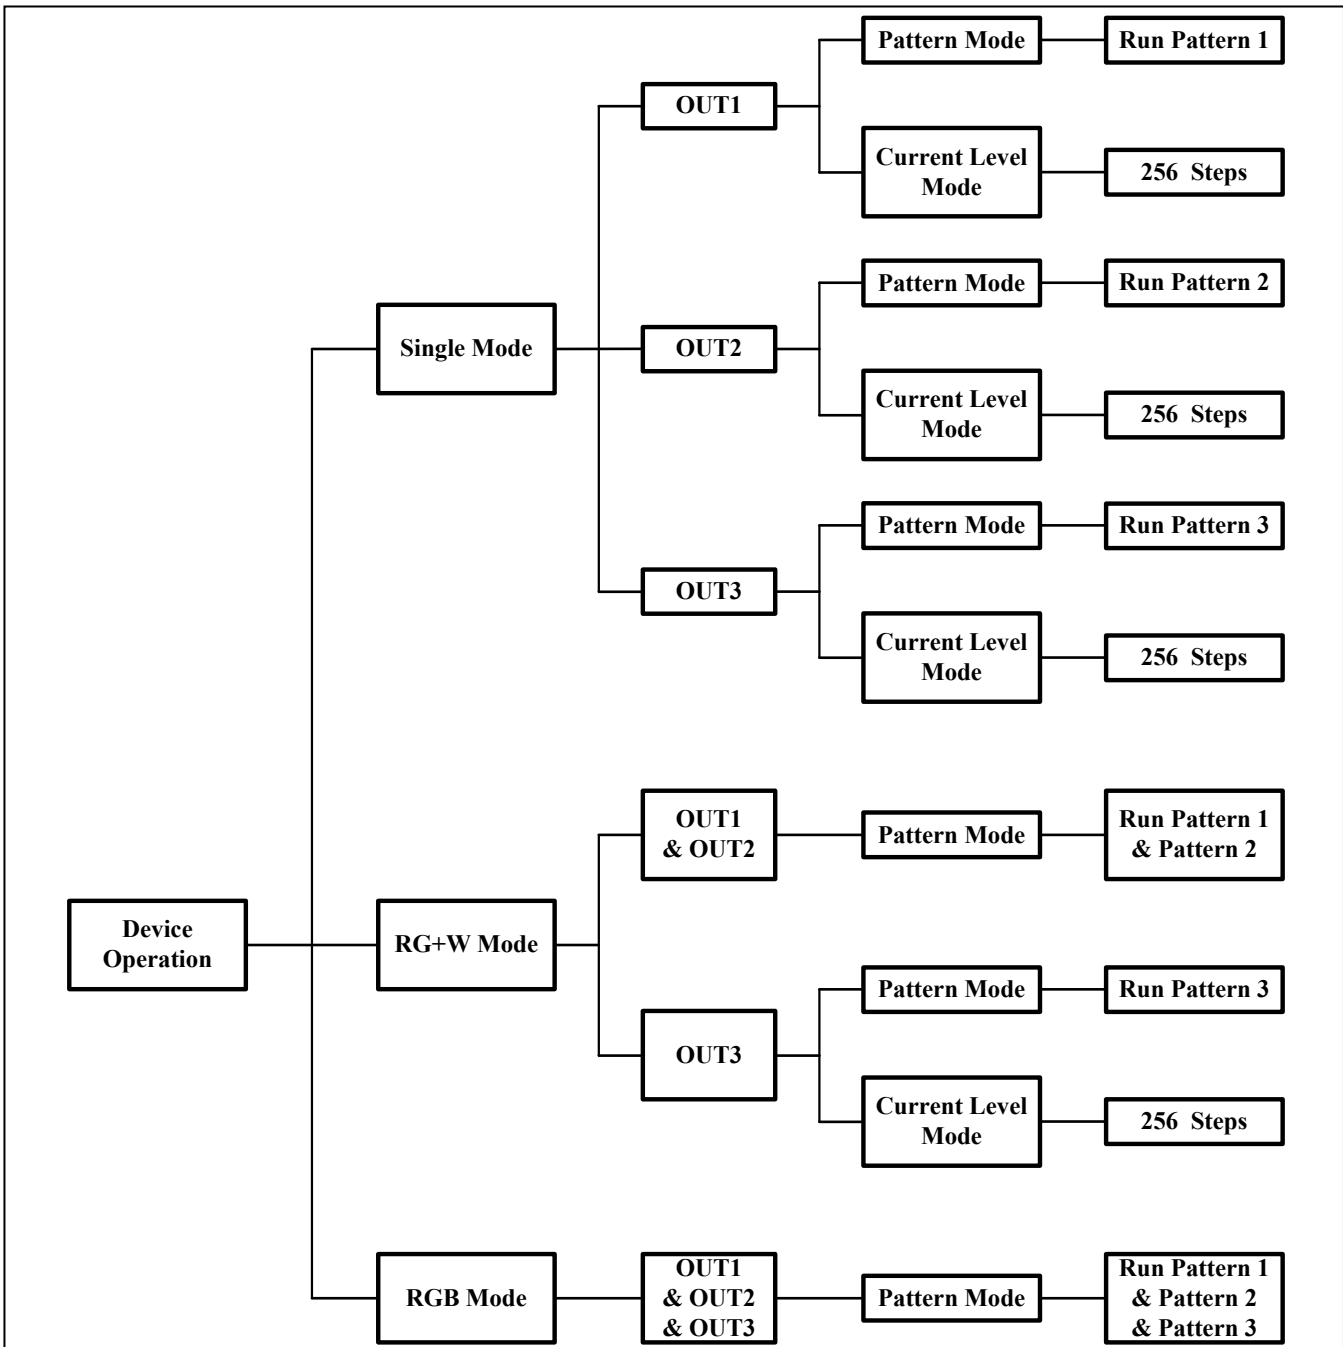 Pattern Mode
Run Pattern 1
OUT1
Current Level
Mode
256 Steps
Pattern Mode
Run Pattern 2
Single Mode
OUT2
Current Level
Mode
256 Steps
Pattern Mode
Run Pattern 3
OUT3
Current Level
Mode
256 Steps
OUT1
& OUT2
Pattern Mode
Run Pattern 1
& Pattern 2
Device
Operation
RG+W Mode
Pattern Mode
Run Pattern 3
OUT3
Current Level
Mode
256 Steps
RGB Mode
OUT1
& OUT2
& OUT3
Pattern Mode
Run Pattern 1
& Pattern 2
& Pattern 3